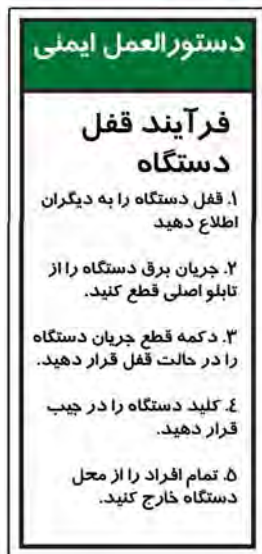 دستورالعمل ایمنی
فرآیند قفل
دستگاه
۱. قفل دستگاه را به دیگران
اطلاع دهید
۲. جریان برق دستگاه را از
تابلو اصلی قطع کنید.
۳. دکمه قطع جریان دستگاه
را در حالت قفل قرار دهید.
٤. کلید دستگاه را در جیب
قرار دهید.
۵. تمام افراد را از محل
دستگاه خارج کنید.